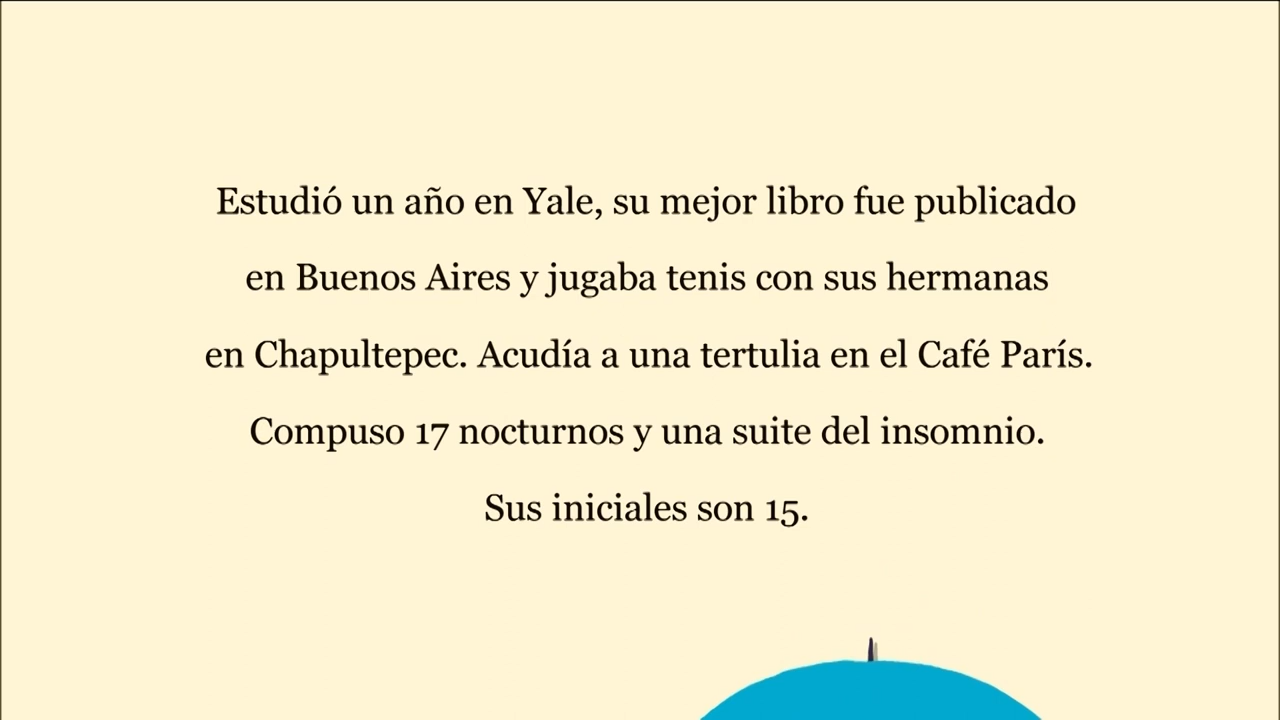 Estudió un año en Yale, su mejor libro fue publicado
en Buenos Aires y jugaba tenis con sus hermanas
en Chapultepec. Acudía a una tertulia en el Café París.
Compuso 17 nocturnos y una suite del insomnio.
Sus iniciales son 15.